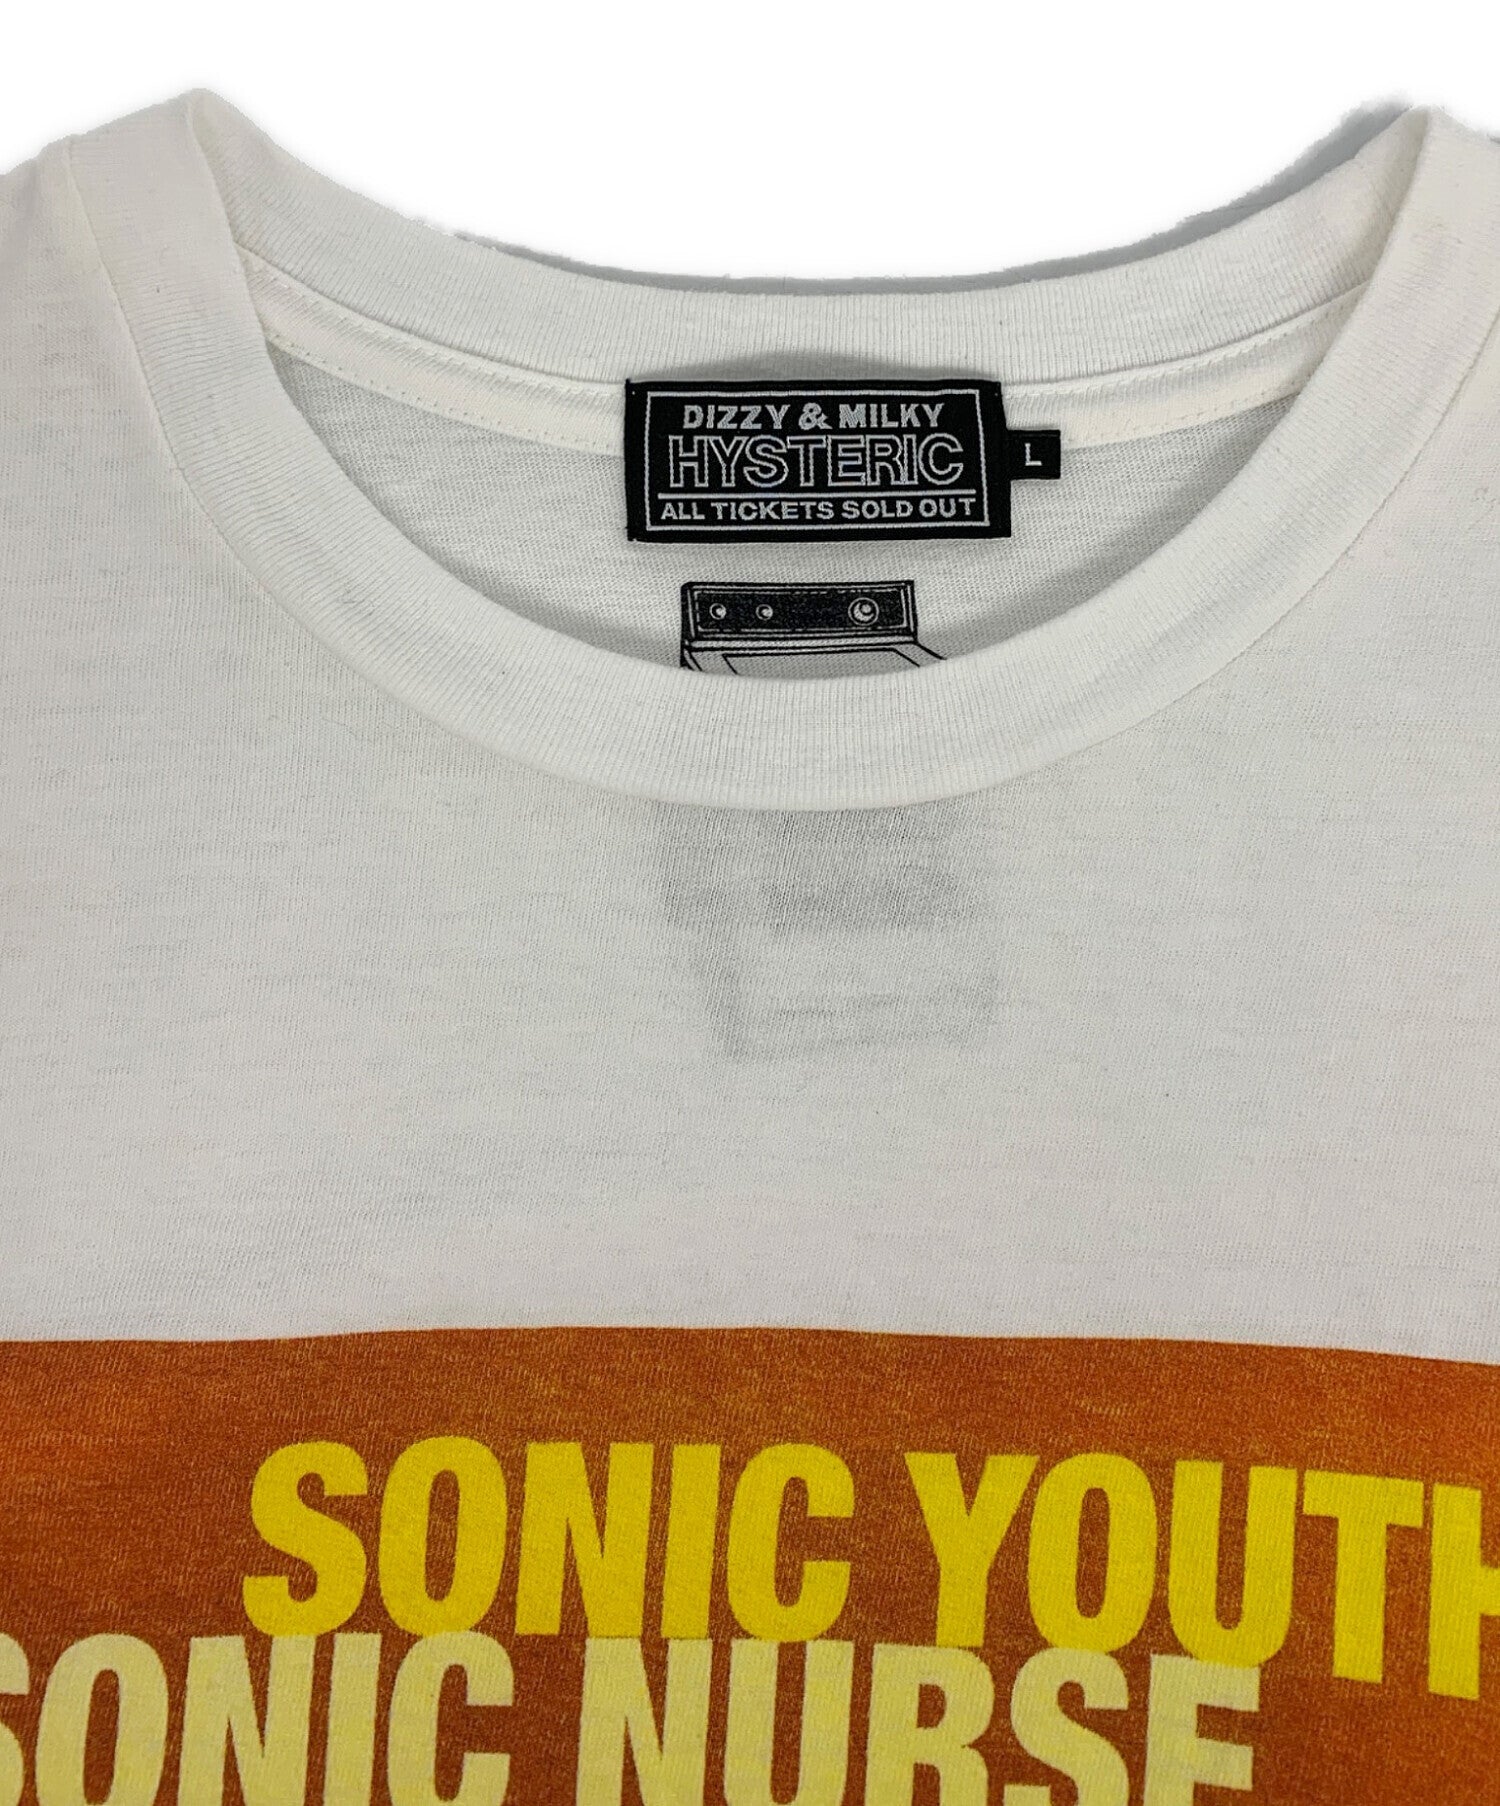 DIZZY & MILKY
HYSTERIC
ALL TICKETS SOLD OUT
L
SONIC YOUTH
SONIC NURSE